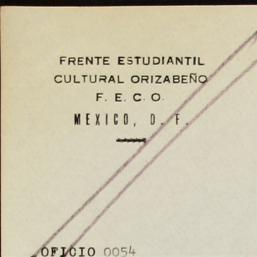 FRENTE ESTUDIANTIL
CULTURAL ORIZABEÑO
F. E. C. O.
MEXICO, D. F.
OFICIO 0054